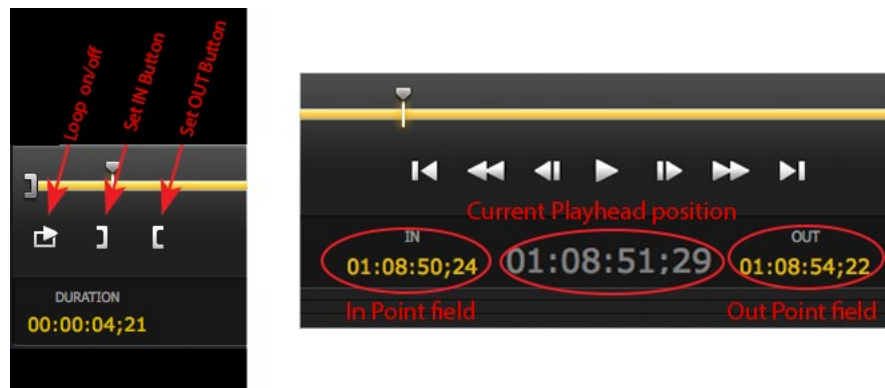 Loop on/off
Set IN Button
Set OUT Button
DURATION
00:00:04;21
Current Playhead position
IN
01:08:50;24
01:08:51;29
OUT
01:08:54;22
In Point field
Out Point field